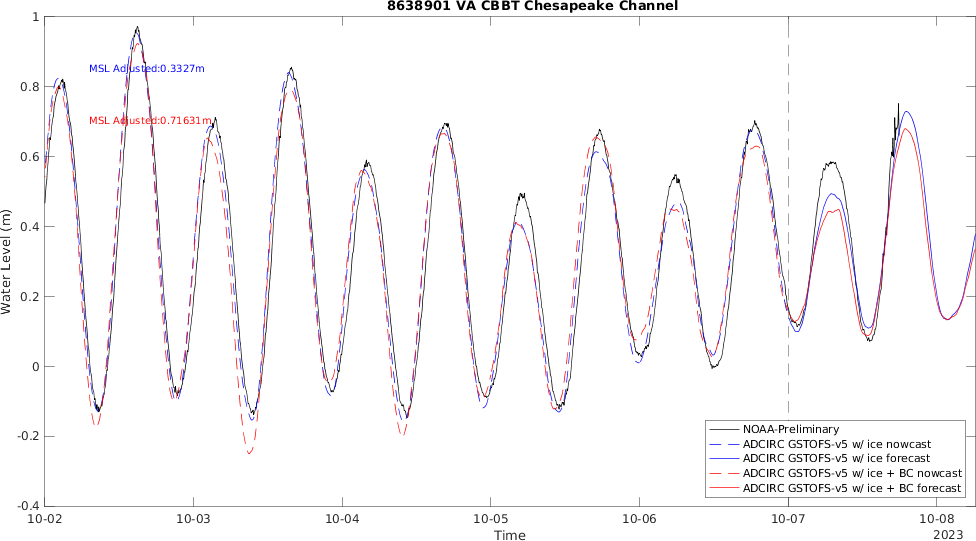 8638901 VA CBBT Chesapeake Channel
1
0.8
0.6
0.4
0.2
0
-0.2
-0.4
Water Level (m)
MSL Adjusted:0.3327m
MSL Adjusted:0.71631m
NOAA-Preliminary
ADCIRC GSTOFS-v5 w/ ice nowcast
ADCIRC GSTOFS-v5 w/ ice forecast
ADCIRC GSTOFS-v5 w/ ice + BC nowcast
ADCIRC GSTOFS-v5 w/ ice + BC forecast
10-02 10-03 10-04 10-05 10-06 10-07 10-08
Time
2023